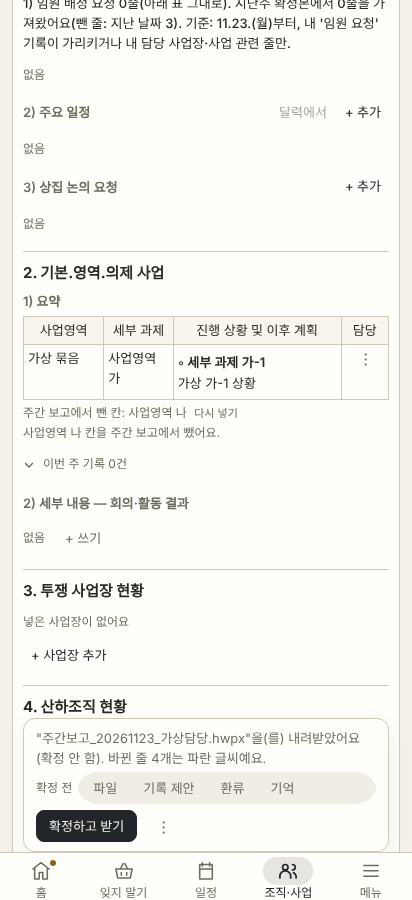 1) 임원 배정 요청 0줄(아래 표 그대로). 지난주 확정본에서 0줄을 가
져왔어요(뺀 줄: 지난 날짜 3). 기준: 11.23.(월)부터, 내 '임원 요청'
기록이 가리키거나 내 담당 사업장·사업 관련 줄만.
없음
2) 주요 일정 달력에서 + 추가
없음
3) 상집 논의 요청 + 추가
없음
2. 기본.영역.의제 사업
1) 요약
사업영역 세부 과제 진행 상황 및 이후 계획 담당
가상 묶음 사업영역 ∘ 세부 과제 가-1 ⋮
가 가상 가-1 상황
주간 보고에서 뺀 칸: 사업영역 나 다시 넣기
사업영역 나 칸을 주간 보고에서 뺐어요.
이번 주 기록 0건
2) 세부 내용 — 회의·활동 결과
없음 + 쓰기
3. 투쟁 사업장 현황
넣은 사업장이 없어요
+ 사업장 추가
4. 산하조직 현황
"주간보고_20261123_가상담당.hwpx"을(를) 내려받았어요
(확정 안 함). 바뀐 줄 4개는 파란 글씨예요.
확정 전 파일 기록 제안 환류 기억
확정하고 받기 ⋮
홈 잊지 말기 일정 조직·사업 메뉴